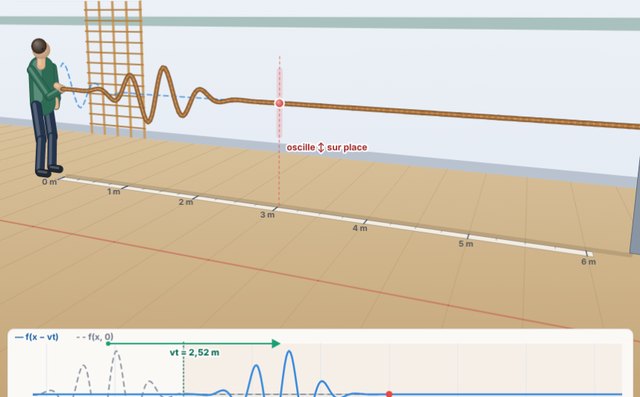 oscille ↕ sur place
0 m
1 m
2 m
3 m
4 m
5 m
6 m
f(x − vt)
f(x, 0)
vt = 2,52 m